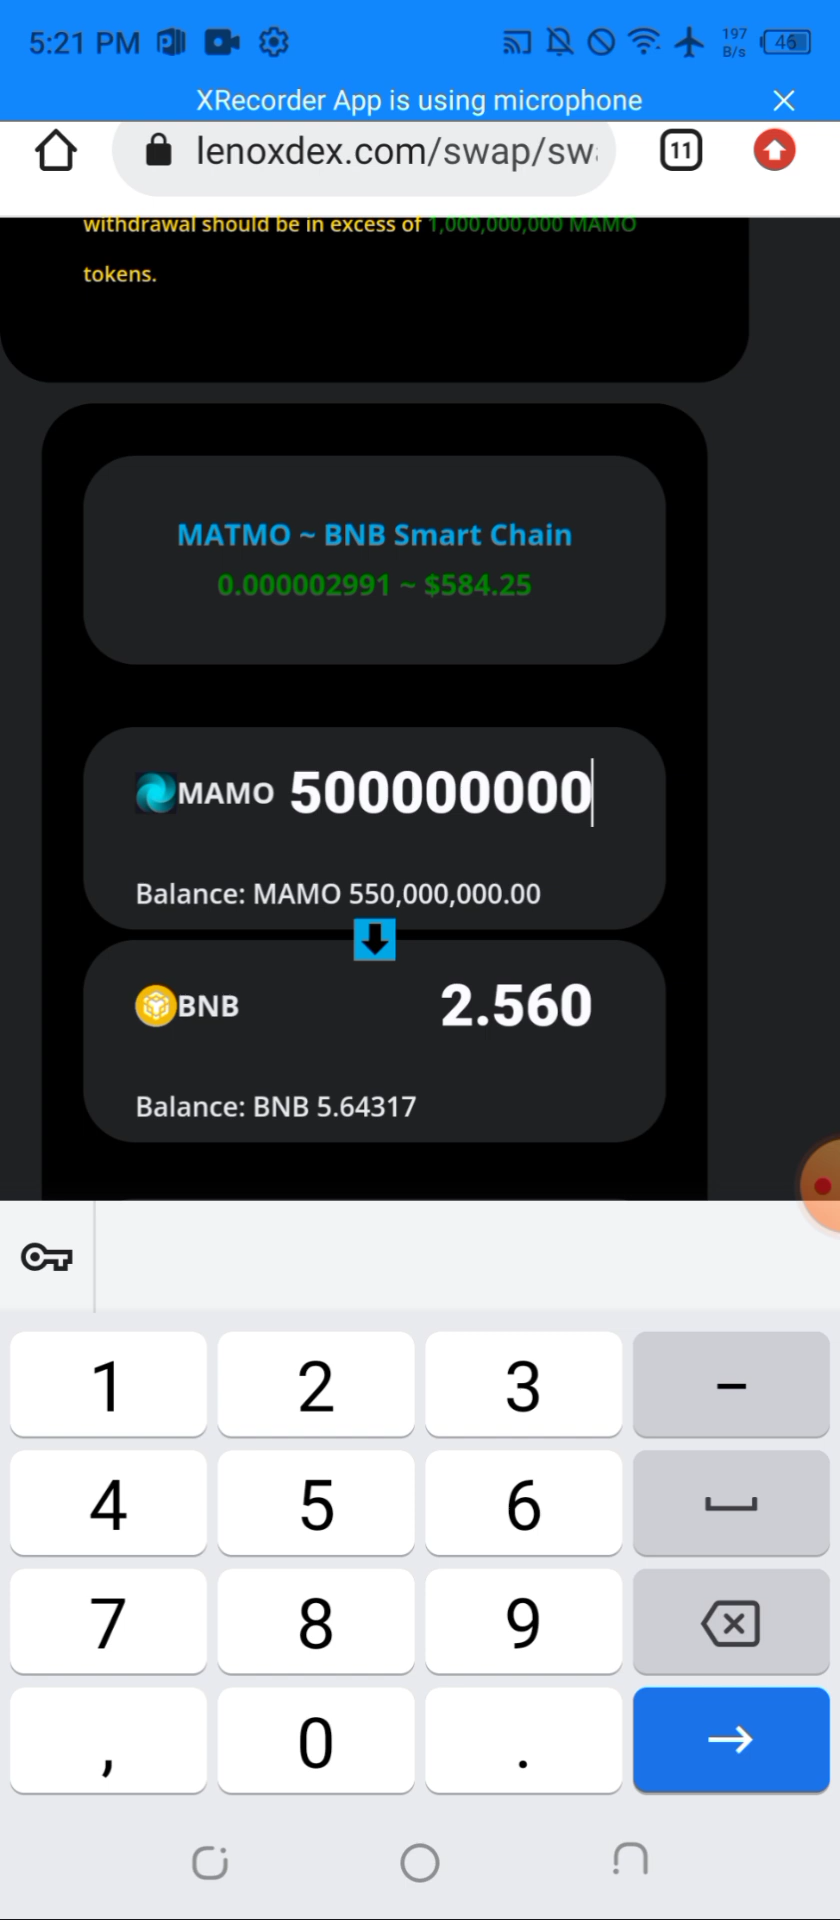 5:21 PM 197 B/s 46
XRecorder App is using microphone
lenoxdex.com/swap/sw 11
withdrawal should be in excess of 1,000,000,000 MAMO
tokens.
MATMO ~ BNB Smart Chain
0.000002991 ~ $584.25
MAMO 500000000
Balance: MAMO 550,000,000.00
BNB 2.560
Balance: BNB 5.64317
1 2 3 –
4 5 6
7 8 9
, 0 .